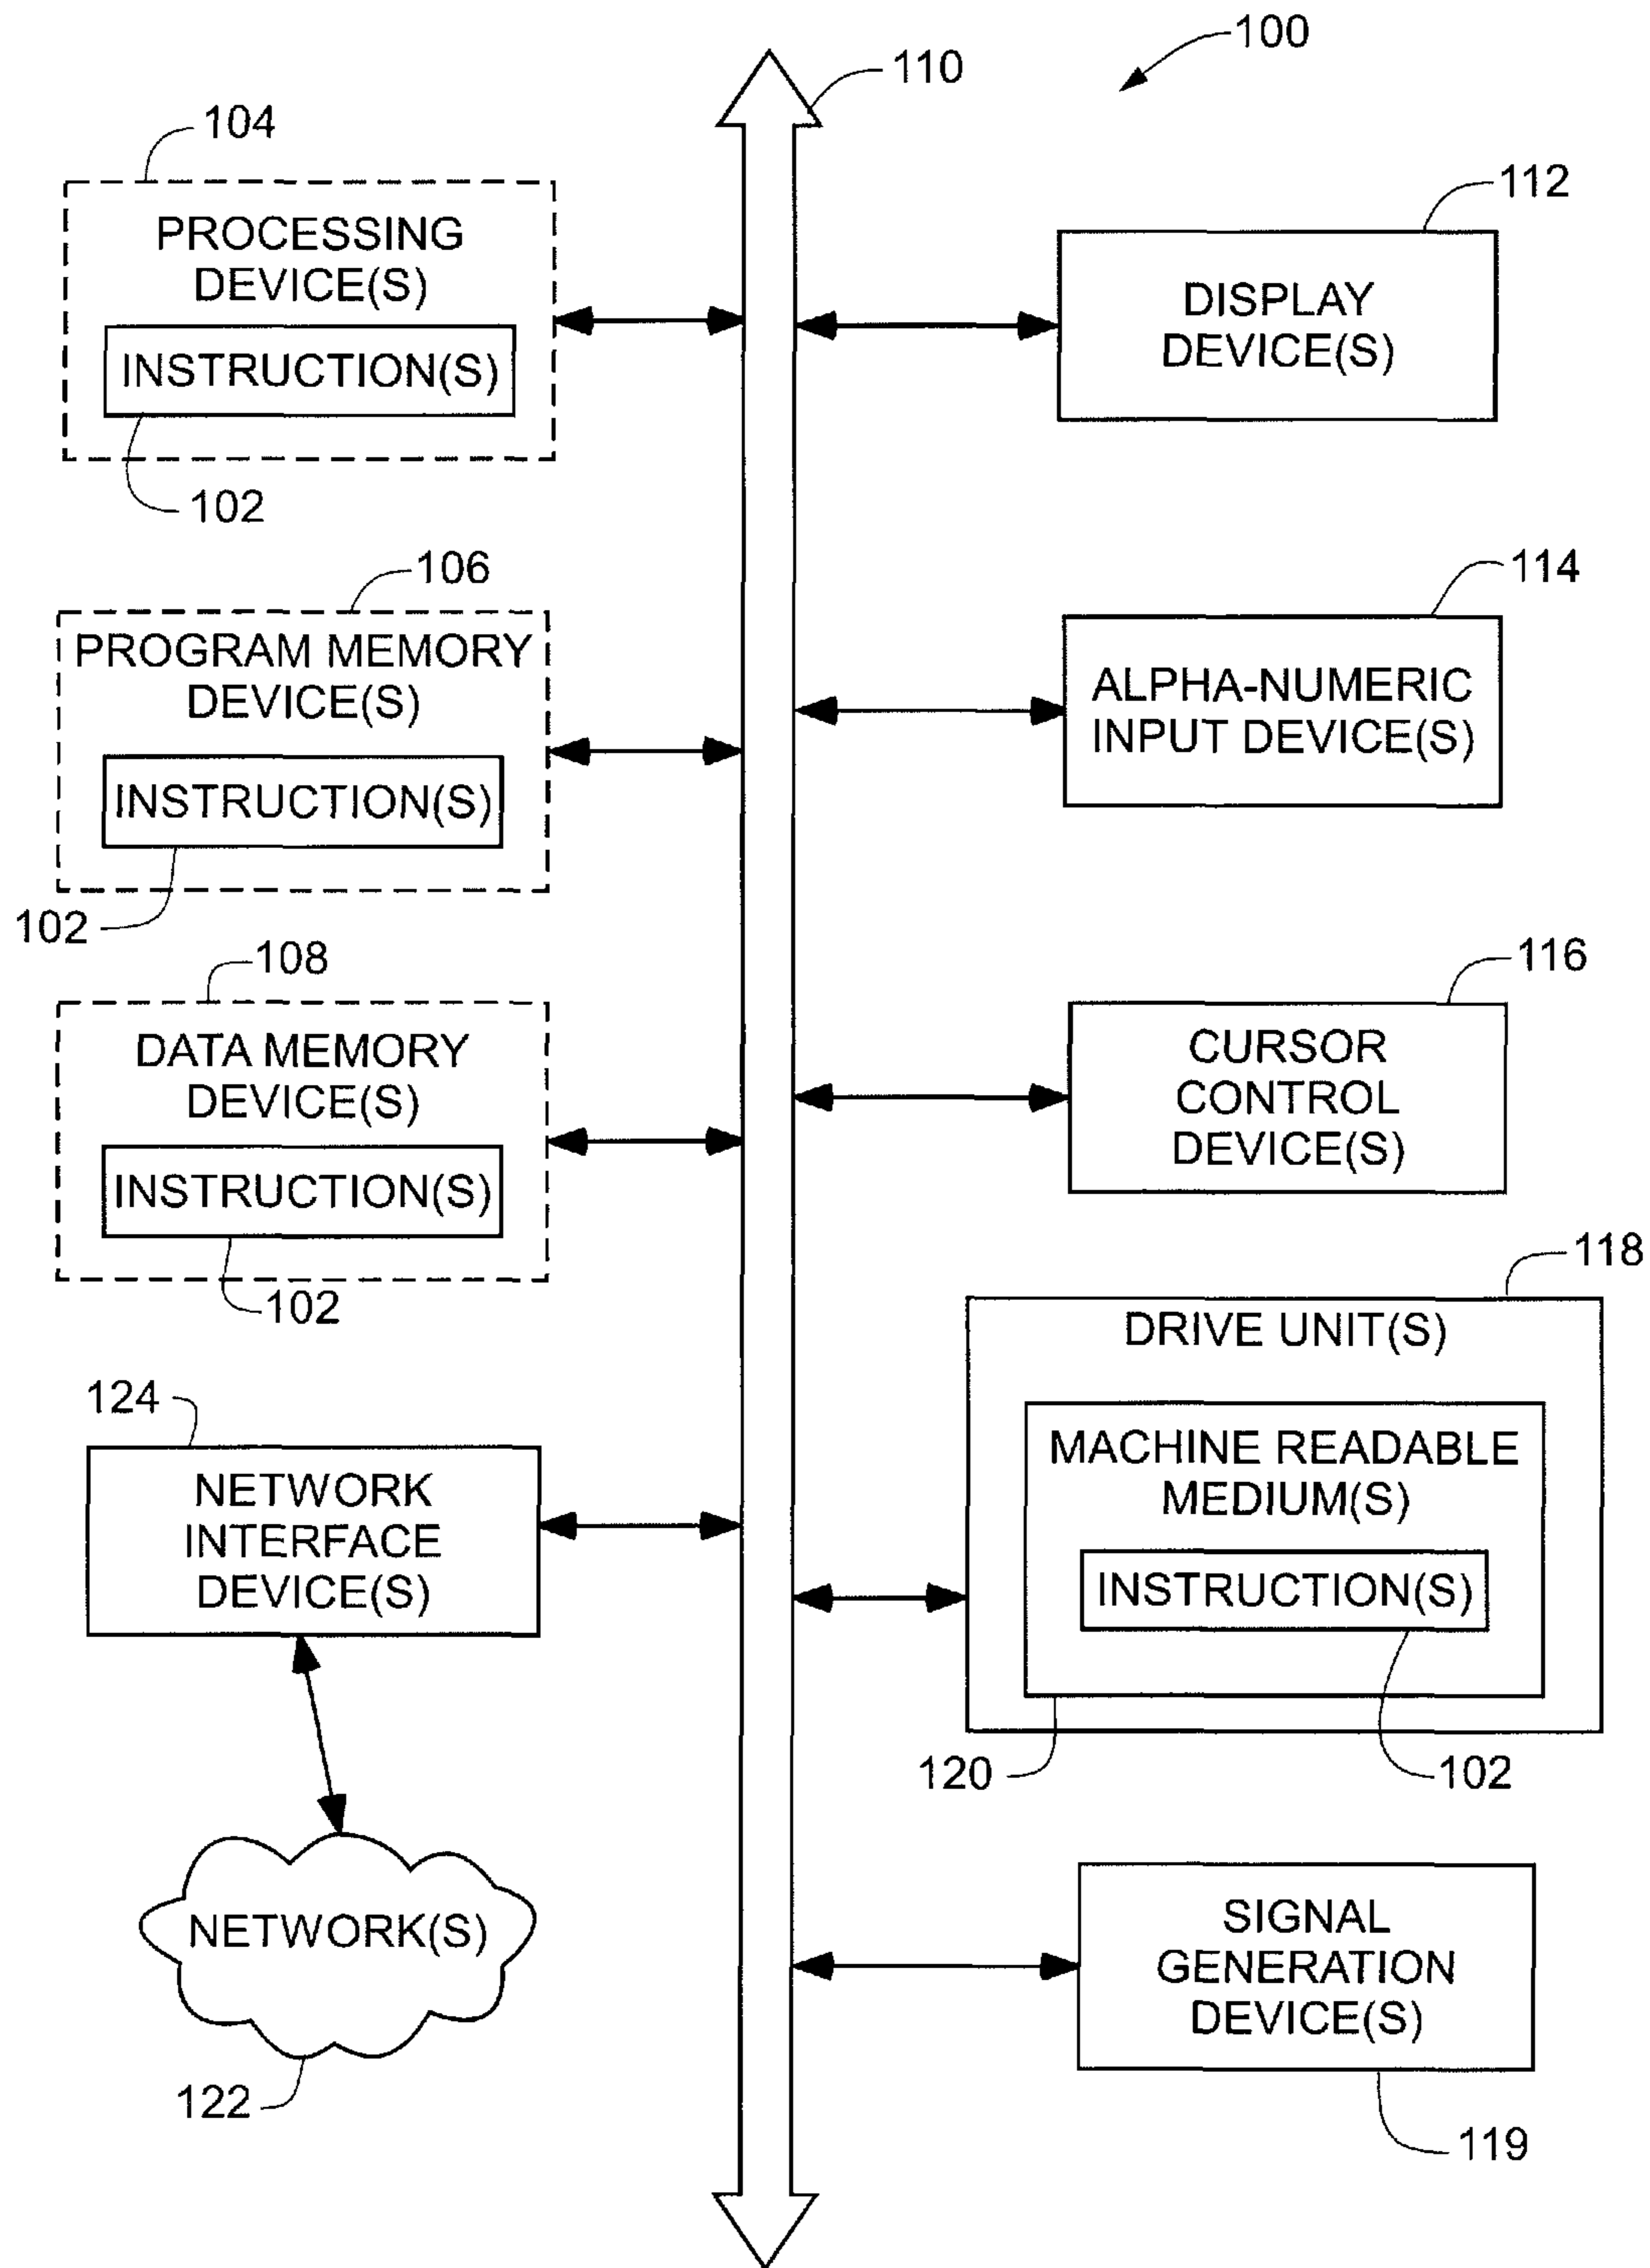 100
110
104
PROCESSING
DEVICE(S)
INSTRUCTION(S)
102
112
DISPLAY
DEVICE(S)
106
PROGRAM MEMORY
DEVICE(S)
INSTRUCTION(S)
102
114
ALPHA-NUMERIC
INPUT DEVICE(S)
108
DATA MEMORY
DEVICE(S)
INSTRUCTION(S)
102
116
CURSOR
CONTROL
DEVICE(S)
124
NETWORK
INTERFACE
DEVICE(S)
118
DRIVE UNIT(S)
MACHINE READABLE
MEDIUM(S)
INSTRUCTION(S)
120
102
NETWORK(S)
122
SIGNAL
GENERATION
DEVICE(S)
119